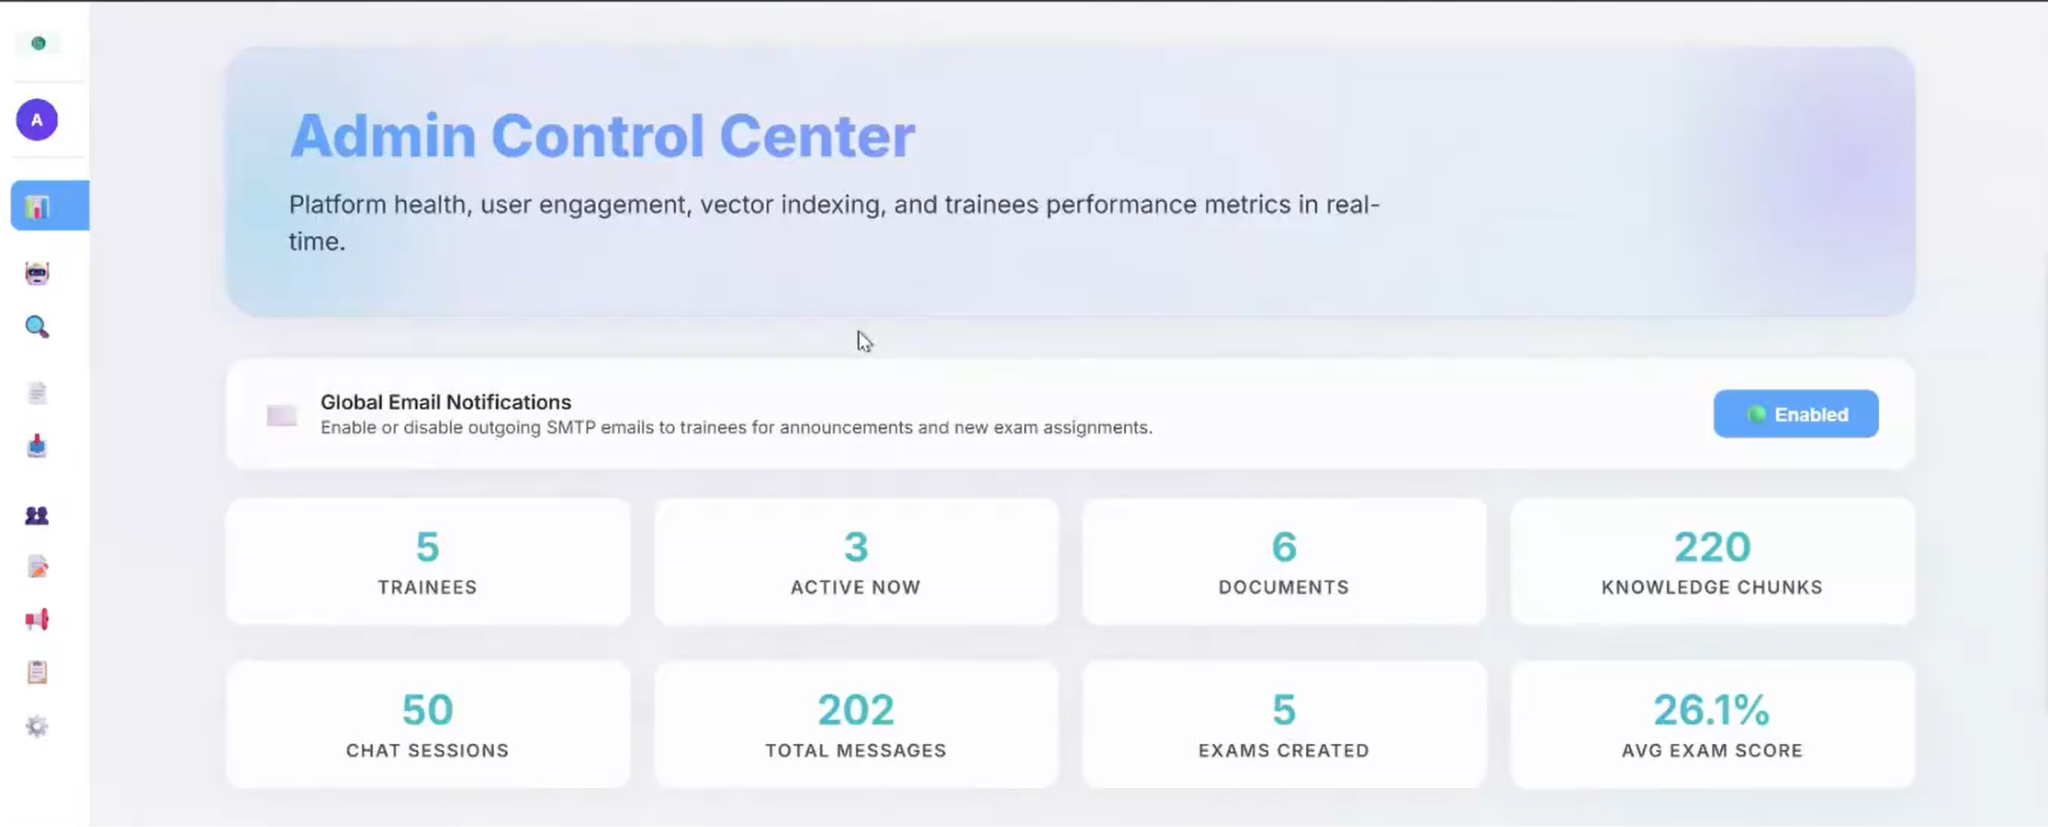 A
Admin Control Center
Platform health, user engagement, vector indexing, and trainees performance metrics in real-
time.
Global Email Notifications
Enable or disable outgoing SMTP emails to trainees for announcements and new exam assignments.
Enabled
5
TRAINEES
3
ACTIVE NOW
6
DOCUMENTS
220
KNOWLEDGE CHUNKS
50
CHAT SESSIONS
202
TOTAL MESSAGES
5
EXAMS CREATED
26.1%
AVG EXAM SCORE